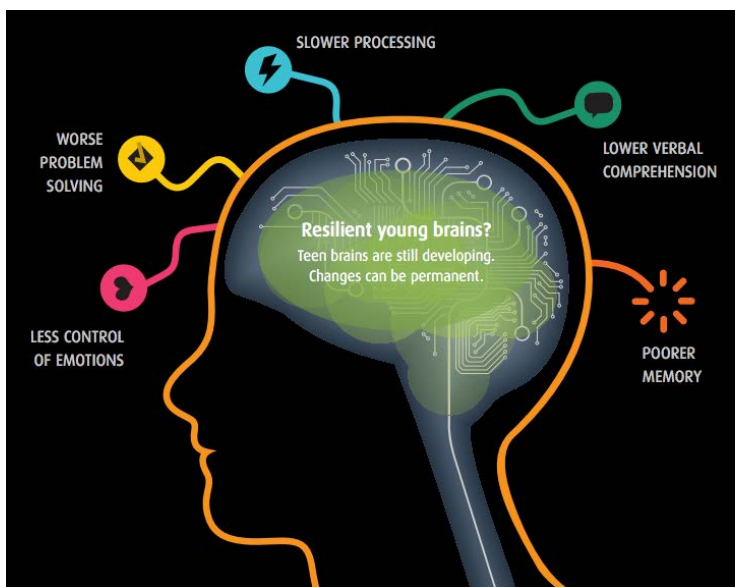 SLOWER PROCESSING
WORSE
PROBLEM
SOLVING
LOWER VERBAL
COMPREHENSION
Resilient young brains?
Teen brains are still developing.
Changes can be permanent.
LESS CONTROL
OF EMOTIONS
POORER
MEMORY